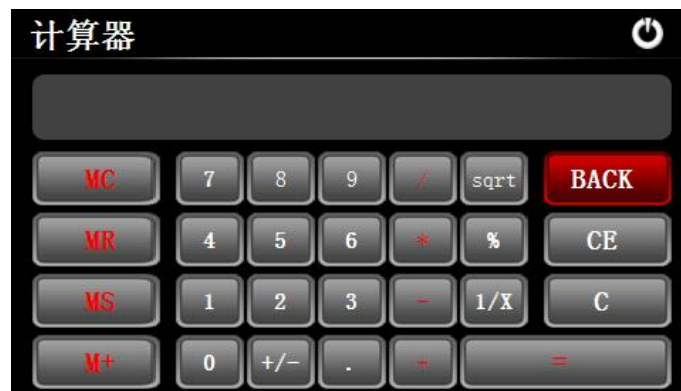 计算器
MC 7 8 9 / sqrt BACK
MR 4 5 6 * % CE
MS 1 2 3 - 1/X C
M+ 0 +/- . + =